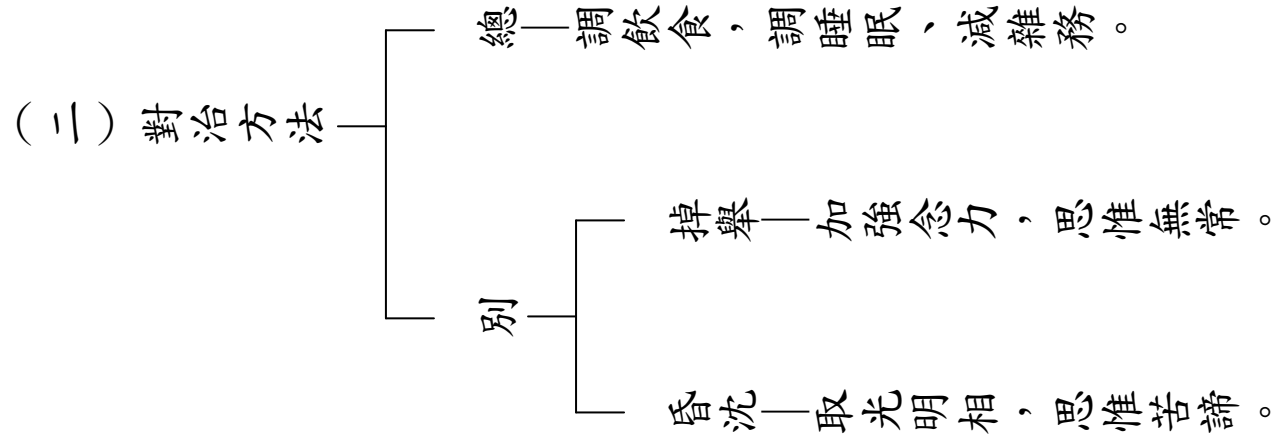 （二）對治方法
總—調飲食，調睡眠、減雜務。
別
掉舉—加強念力，思惟無常。
昏沈—取光明相，思惟苦諦。